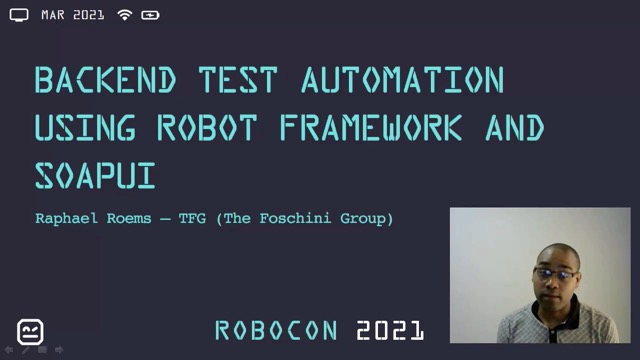 MAR 2021
BACKEND TEST AUTOMATION
USING ROBOT FRAMEWORK AND
SOAPUI
Raphael Roems – TFG (The Foschini Group)
ROBOCON 2021